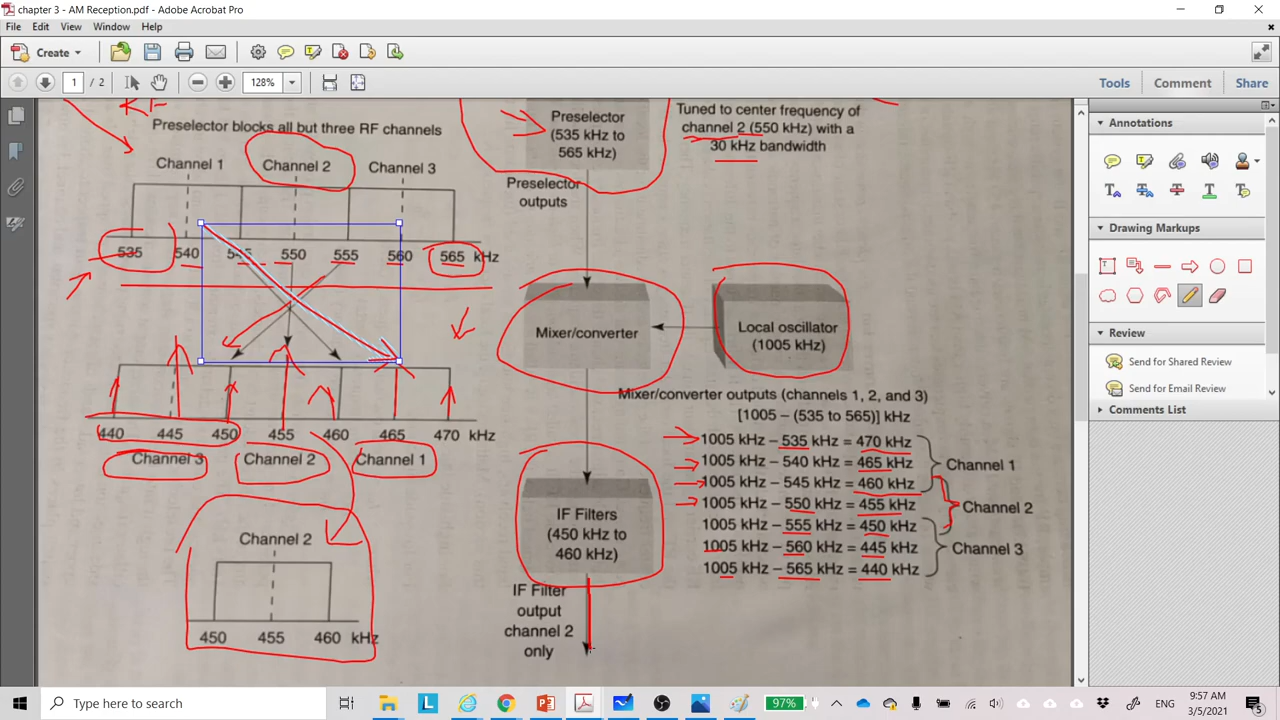 chapter 3 - AM Reception.pdf - Adobe Acrobat Pro
File Edit View Window Help
Create
1 / 2
128%
Tools Comment Share
RF
Preselector blocks all but three RF channels
Channel 1 Channel 2 Channel 3
535 540 545 550 555 560 565 kHz
440 445 450 455 460 465 470 kHz
Channel 3 Channel 2 Channel 1
Channel 2
450 455 460 kHz
Preselector
(535 kHz to
565 kHz)
Preselector
outputs
Tuned to center frequency of
channel 2 (550 kHz) with a
30 kHz bandwidth
Mixer/converter
Local oscillator
(1005 kHz)
Mixer/converter outputs (channels 1, 2, and 3)
[1005 – (535 to 565)] kHz
1005 kHz – 535 kHz = 470 kHz
1005 kHz – 540 kHz = 465 kHz
1005 kHz – 545 kHz = 460 kHz
1005 kHz – 550 kHz = 455 kHz
1005 kHz – 555 kHz = 450 kHz
1005 kHz – 560 kHz = 445 kHz
1005 kHz – 565 kHz = 440 kHz
Channel 1
Channel 2
Channel 3
IF Filters
(450 kHz to
460 kHz)
IF Filter
output
channel 2
only
Annotations
Drawing Markups
Review
Send for Shared Review
Send for Email Review
Comments List
Type here to search
97%
9:57 AM
3/5/2021
5